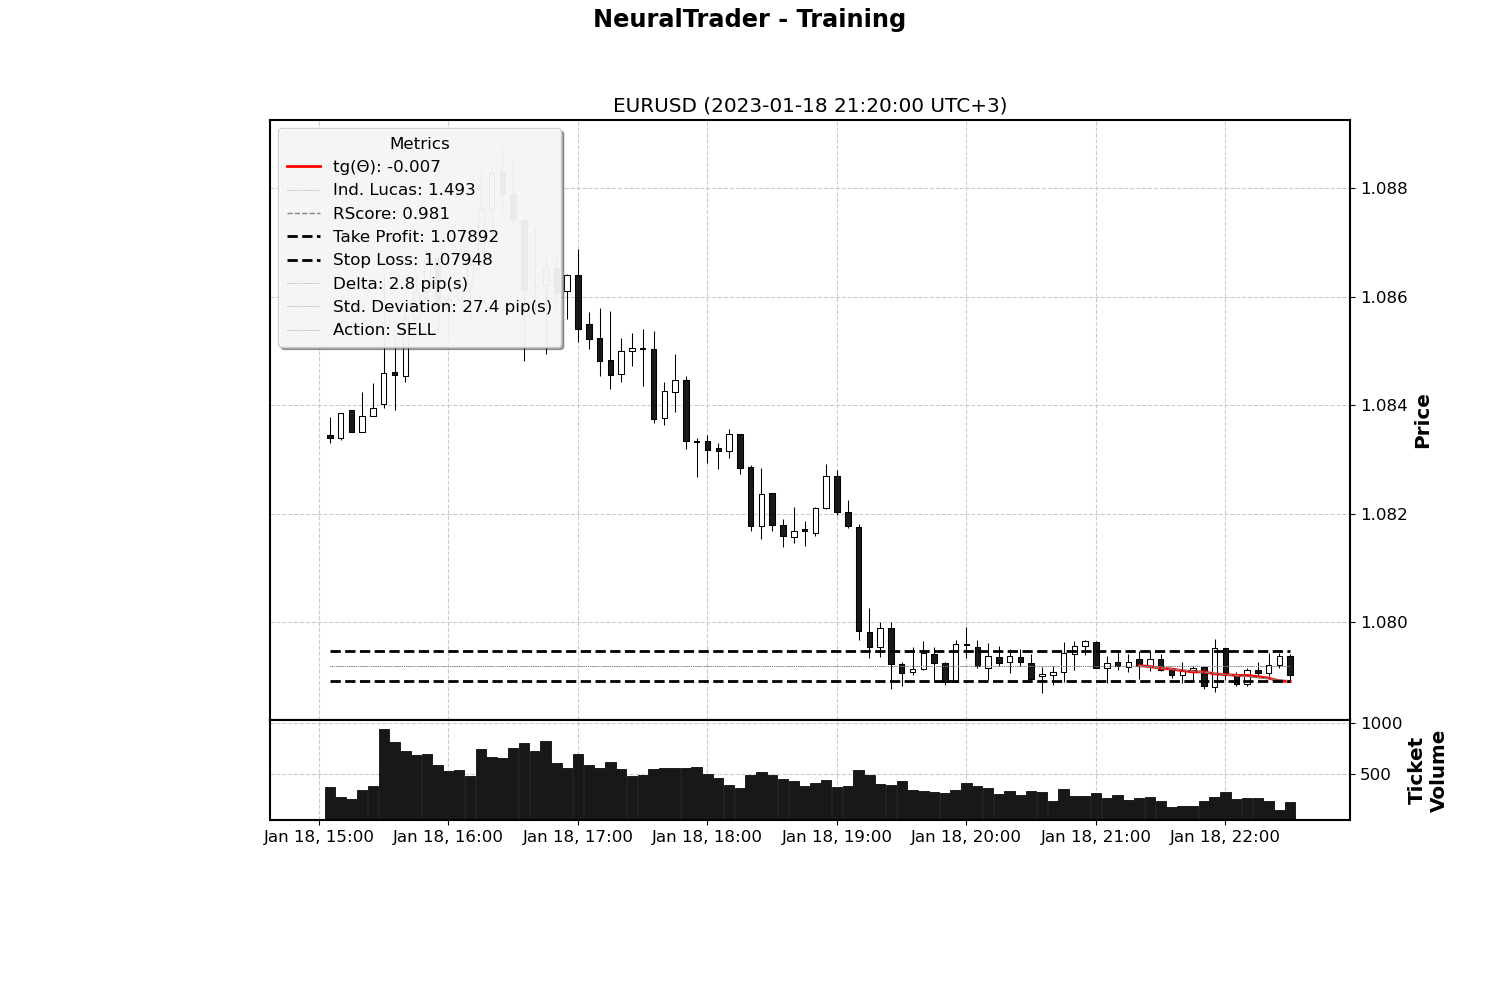 NeuralTrader - Training
EURUSD (2023-01-18 21:20:00 UTC+3)
Metrics
tg(Θ): -0.007
Ind. Lucas: 1.493
RScore: 0.981
Take Profit: 1.07892
Stop Loss: 1.07948
Delta: 2.8 pip(s)
Std. Deviation: 27.4 pip(s)
Action: SELL
1.088
1.086
1.084
1.082
1.080
Price
1000
500
Ticket
Volume
Jan 18, 15:00
Jan 18, 16:00
Jan 18, 17:00
Jan 18, 18:00
Jan 18, 19:00
Jan 18, 20:00
Jan 18, 21:00
Jan 18, 22:00